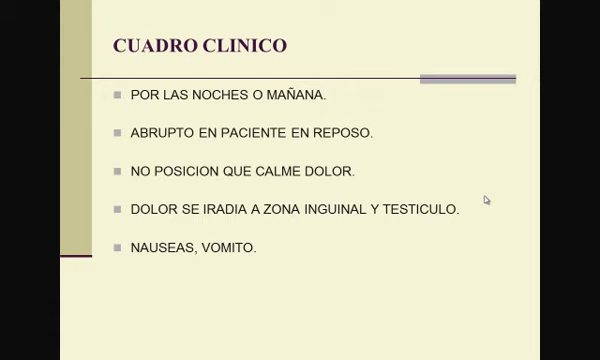 CUADRO CLINICO
POR LAS NOCHES O MAÑANA.
ABRUPTO EN PACIENTE EN REPOSO.
NO POSICION QUE CALME DOLOR.
DOLOR SE IRADIA A ZONA INGUINAL Y TESTICULO.
NAUSEAS, VOMITO.